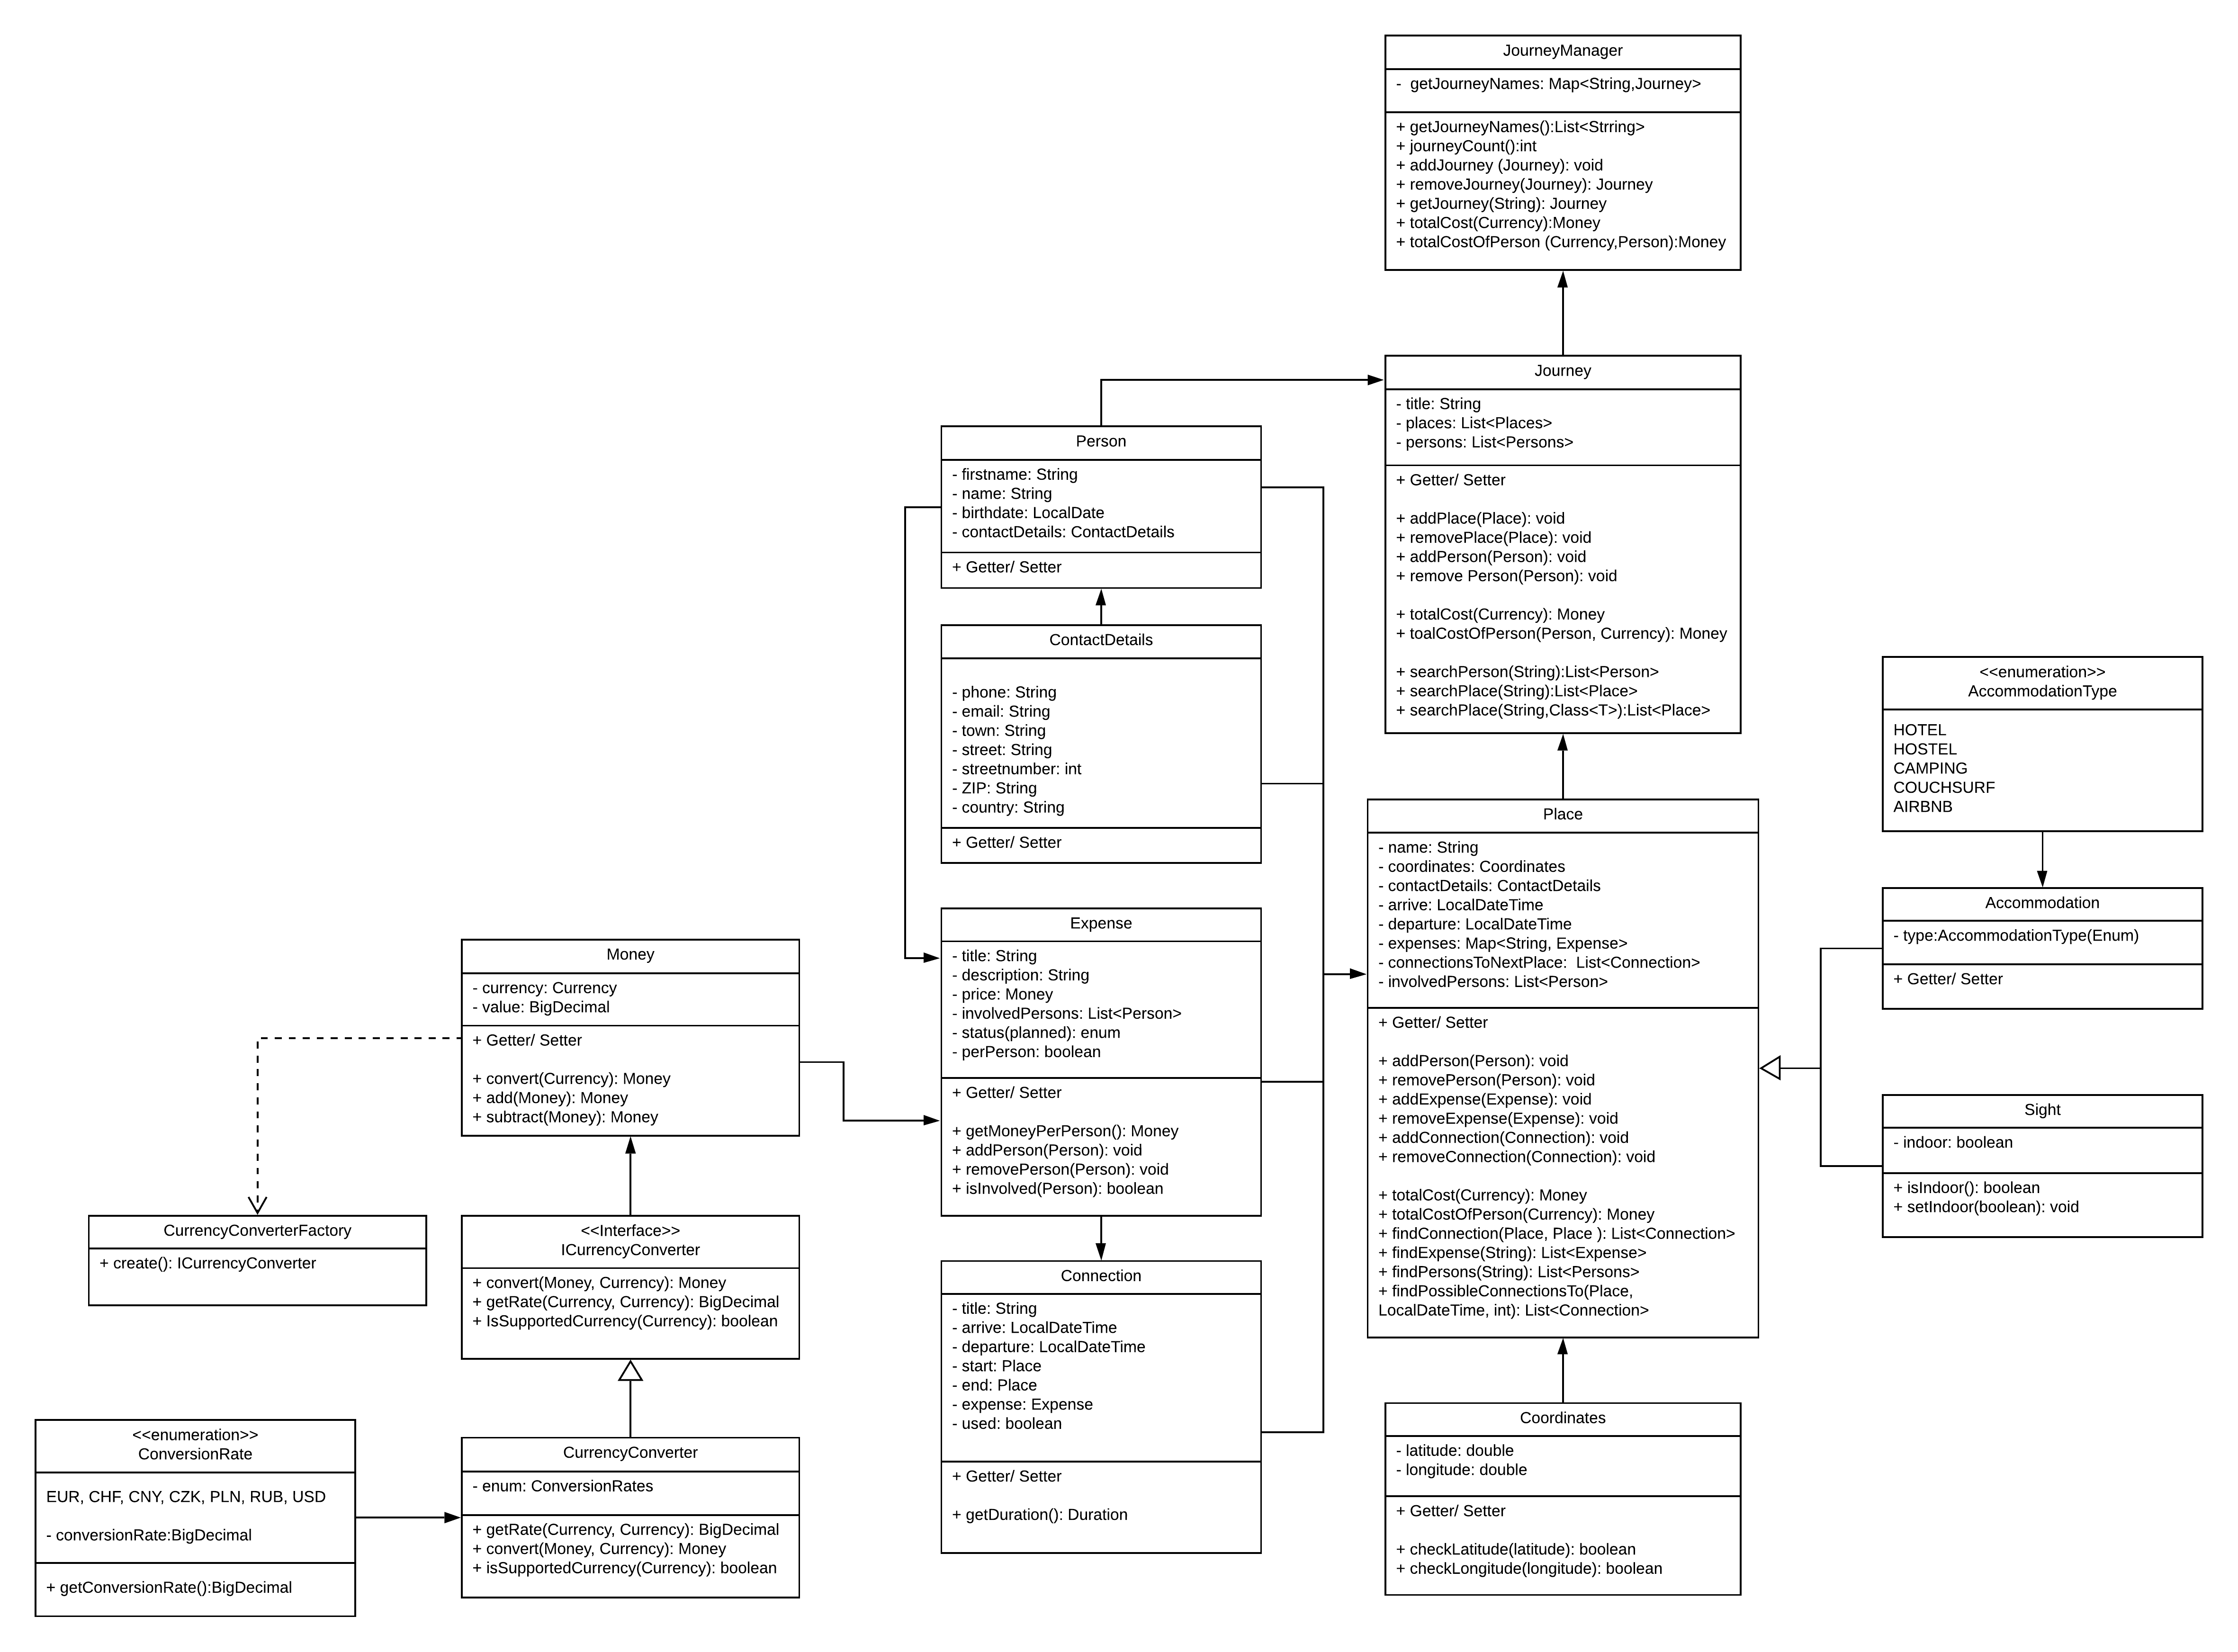 JourneyManager
-  getJourneyNames: Map<String,Journey>
+ getJourneyNames():List<Strring>
+ journeyCount():int
+ addJourney (Journey): void
+ removeJourney(Journey): Journey
+ getJourney(String): Journey
+ totalCost(Currency):Money
+ totalCostOfPerson (Currency,Person):Money
Journey
- title: String
- places: List<Places>
- persons: List<Persons>
+ Getter/ Setter
+ addPlace(Place): void
+ removePlace(Place): void
+ addPerson(Person): void
+ remove Person(Person): void
+ totalCost(Currency): Money
+ toalCostOfPerson(Person, Currency): Money
+ searchPerson(String):List<Person>
+ searchPlace(String):List<Place>
+ searchPlace(String,Class<T>):List<Place>
Person
- firstname: String
- name: String
- birthdate: LocalDate
- contactDetails: ContactDetails
+ Getter/ Setter
ContactDetails
- phone: String
- email: String
- town: String
- street: String
- streetnumber: int
- ZIP: String
- country: String
+ Getter/ Setter
<<enumeration>>
AccommodationType
HOTEL
HOSTEL
CAMPING
COUCHSURF
AIRBNB
Place
- name: String
- coordinates: Coordinates
- contactDetails: ContactDetails
- arrive: LocalDateTime
- departure: LocalDateTime
- expenses: Map<String, Expense>
- connectionsToNextPlace:  List<Connection>
- involvedPersons: List<Person>
+ Getter/ Setter
+ addPerson(Person): void
+ removePerson(Person): void
+ addExpense(Expense): void
+ removeExpense(Expense): void
+ addConnection(Connection): void
+ removeConnection(Connection): void
+ totalCost(Currency): Money
+ totalCostOfPerson(Currency): Money
+ findConnection(Place, Place ): List<Connection>
+ findExpense(String): List<Expense>
+ findPersons(String): List<Persons>
+ findPossibleConnectionsTo(Place,
LocalDateTime, int): List<Connection>
Accommodation
- type:AccommodationType(Enum)
+ Getter/ Setter
Sight
- indoor: boolean
+ isIndoor(): boolean
+ setIndoor(boolean): void
Expense
- title: String
- description: String
- price: Money
- involvedPersons: List<Person>
- status(planned): enum
- perPerson: boolean
+ Getter/ Setter
+ getMoneyPerPerson(): Money
+ addPerson(Person): void
+ removePerson(Person): void
+ isInvolved(Person): boolean
Money
- currency: Currency
- value: BigDecimal
+ Getter/ Setter
+ convert(Currency): Money
+ add(Money): Money
+ subtract(Money): Money
CurrencyConverterFactory
+ create(): ICurrencyConverter
<<Interface>>
ICurrencyConverter
+ convert(Money, Currency): Money
+ getRate(Currency, Currency): BigDecimal
+ IsSupportedCurrency(Currency): boolean
Connection
- title: String
- arrive: LocalDateTime
- departure: LocalDateTime
- start: Place
- end: Place
- expense: Expense
- used: boolean
+ Getter/ Setter
+ getDuration(): Duration
Coordinates
- latitude: double
- longitude: double
+ Getter/ Setter
+ checkLatitude(latitude): boolean
+ checkLongitude(longitude): boolean
<<enumeration>>
ConversionRate
EUR, CHF, CNY, CZK, PLN, RUB, USD
- conversionRate:BigDecimal
+ getConversionRate():BigDecimal
CurrencyConverter
- enum: ConversionRates
+ getRate(Currency, Currency): BigDecimal
+ convert(Money, Currency): Money
+ isSupportedCurrency(Currency): boolean